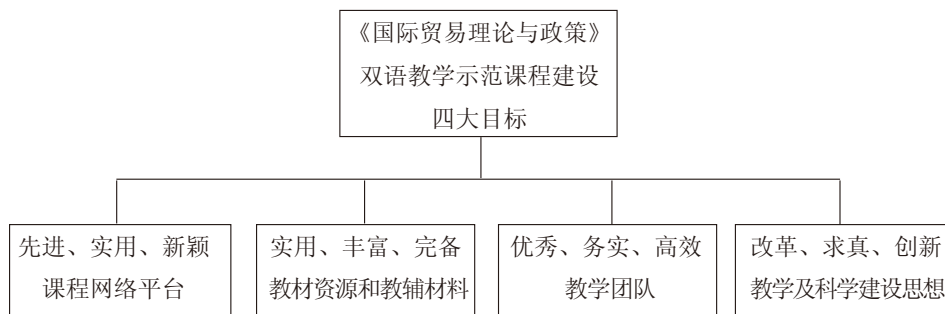 《国际贸易理论与政策》
双语教学示范课程建设
四大目标
先进、实用、新颖
课程网络平台
实用、丰富、完备
教材资源和教辅材料
优秀、务实、高效
教学团队
改革、求真、创新
教学及科学建设思想